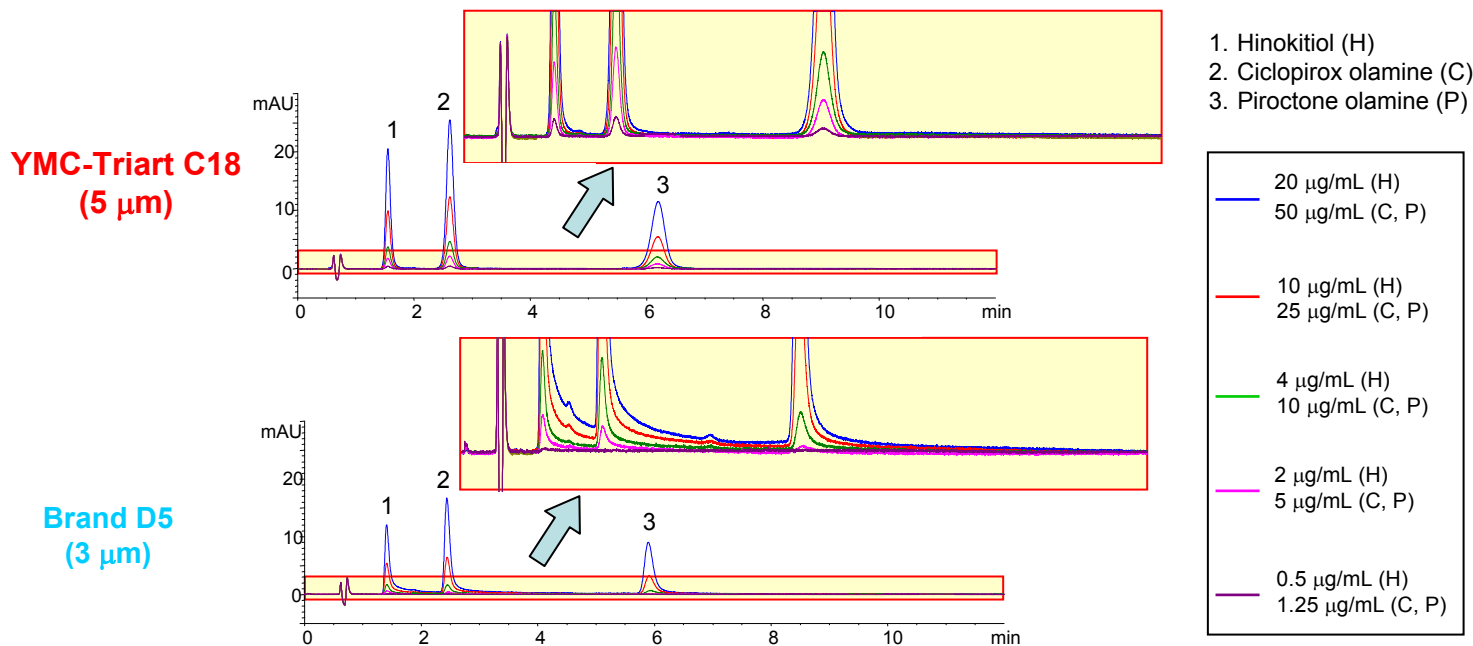 1. Hinokitiol (H)
2. Ciclopirox olamine (C)
3. Piroctone olamine (P)
YMC-Triart C18
(5 μm)
mAU
20
10
0
1
2
3
0
2
4
6
8
10
min
Brand D5
(3 μm)
mAU
20
10
0
1
2
3
0
2
4
6
8
10
min
20 μg/mL (H)
50 μg/mL (C, P)
10 μg/mL (H)
25 μg/mL (C, P)
4 μg/mL (H)
10 μg/mL (C, P)
2 μg/mL (H)
5 μg/mL (C, P)
0.5 μg/mL (H)
1.25 μg/mL (C, P)